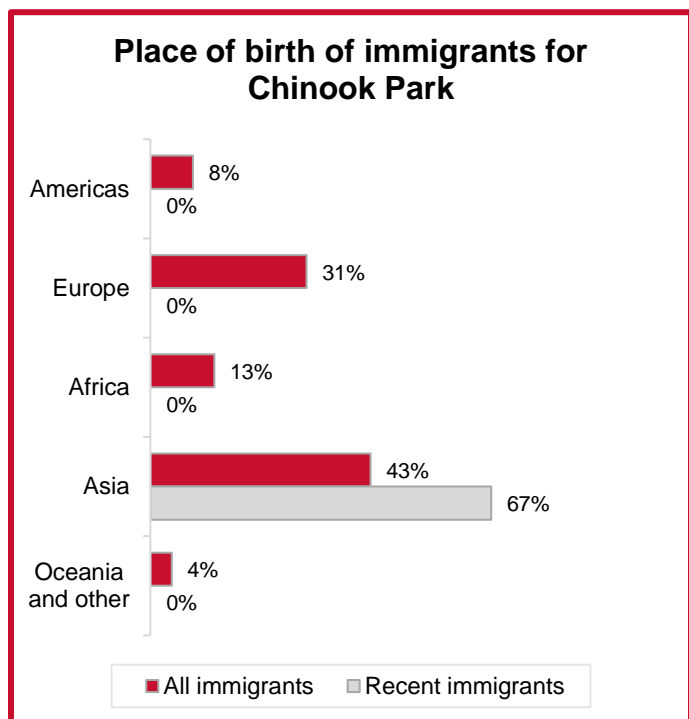 Place of birth of immigrants for
Chinook Park
Americas
8%
0%
Europe
31%
0%
Africa
13%
0%
Asia
43%
67%
Oceania
and other
4%
0%
All immigrants
Recent immigrants